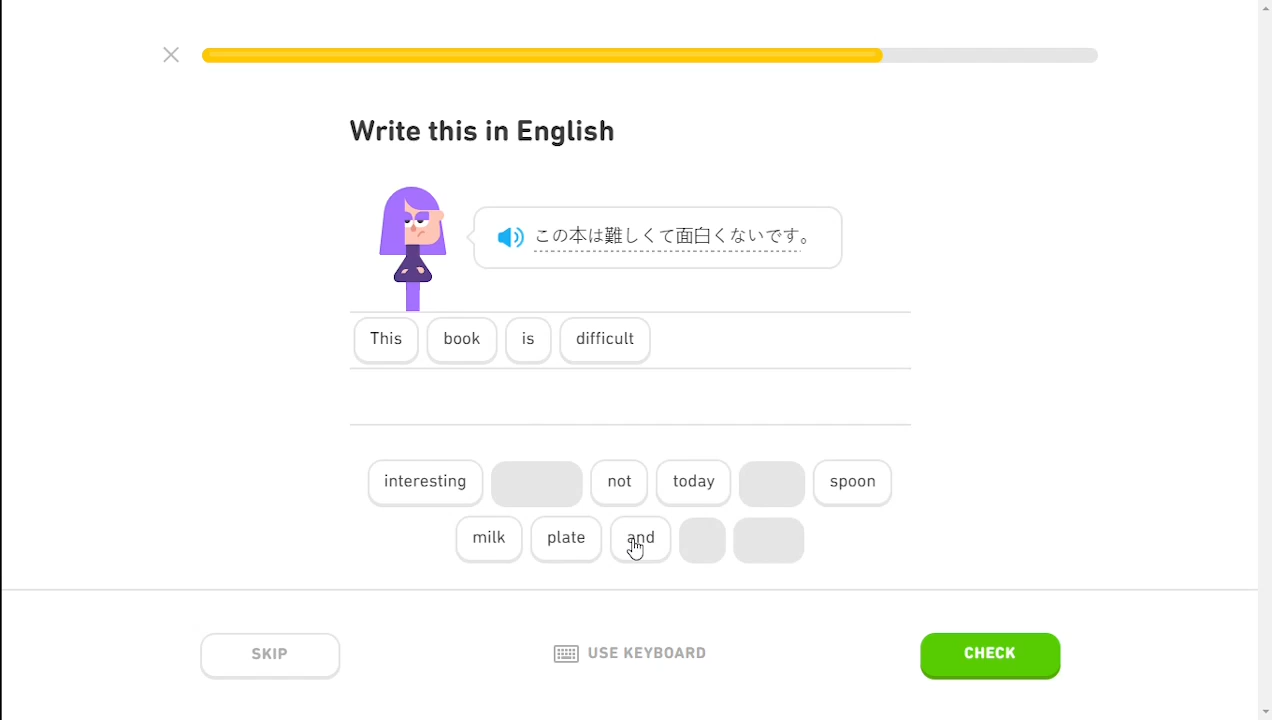 Write this in English
この本は難しくて面白くないです。
This book is difficult
interesting not today spoon
milk plate and
SKIP USE KEYBOARD CHECK